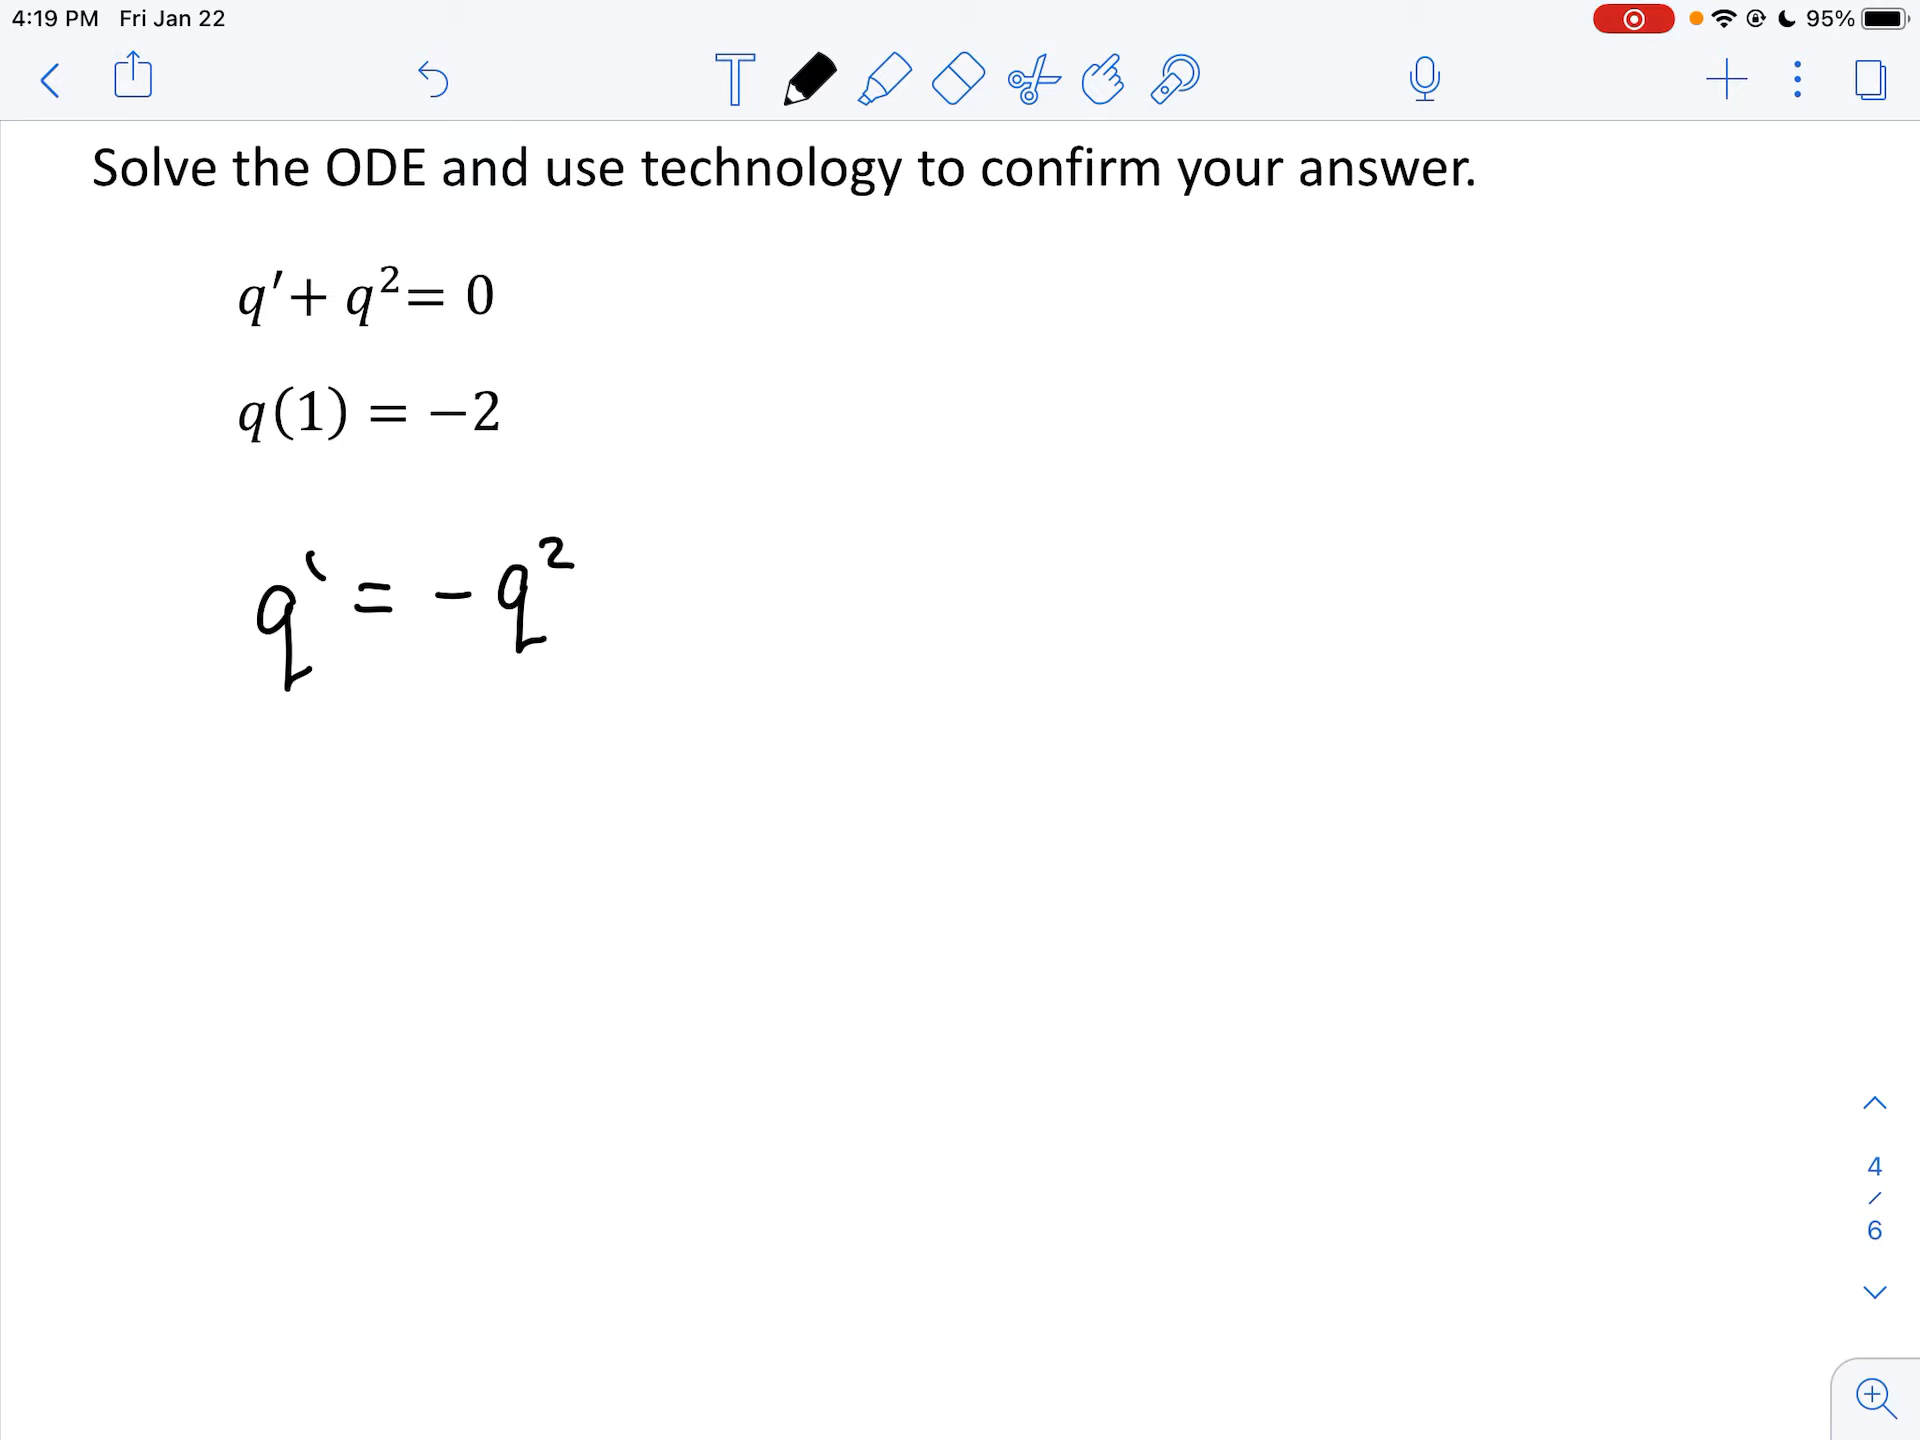 4:19 PM Fri Jan 22
95%
T
Solve the ODE and use technology to confirm your answer.
q′+ q²= 0
q(1) = −2
q' = - q²
4
/
6